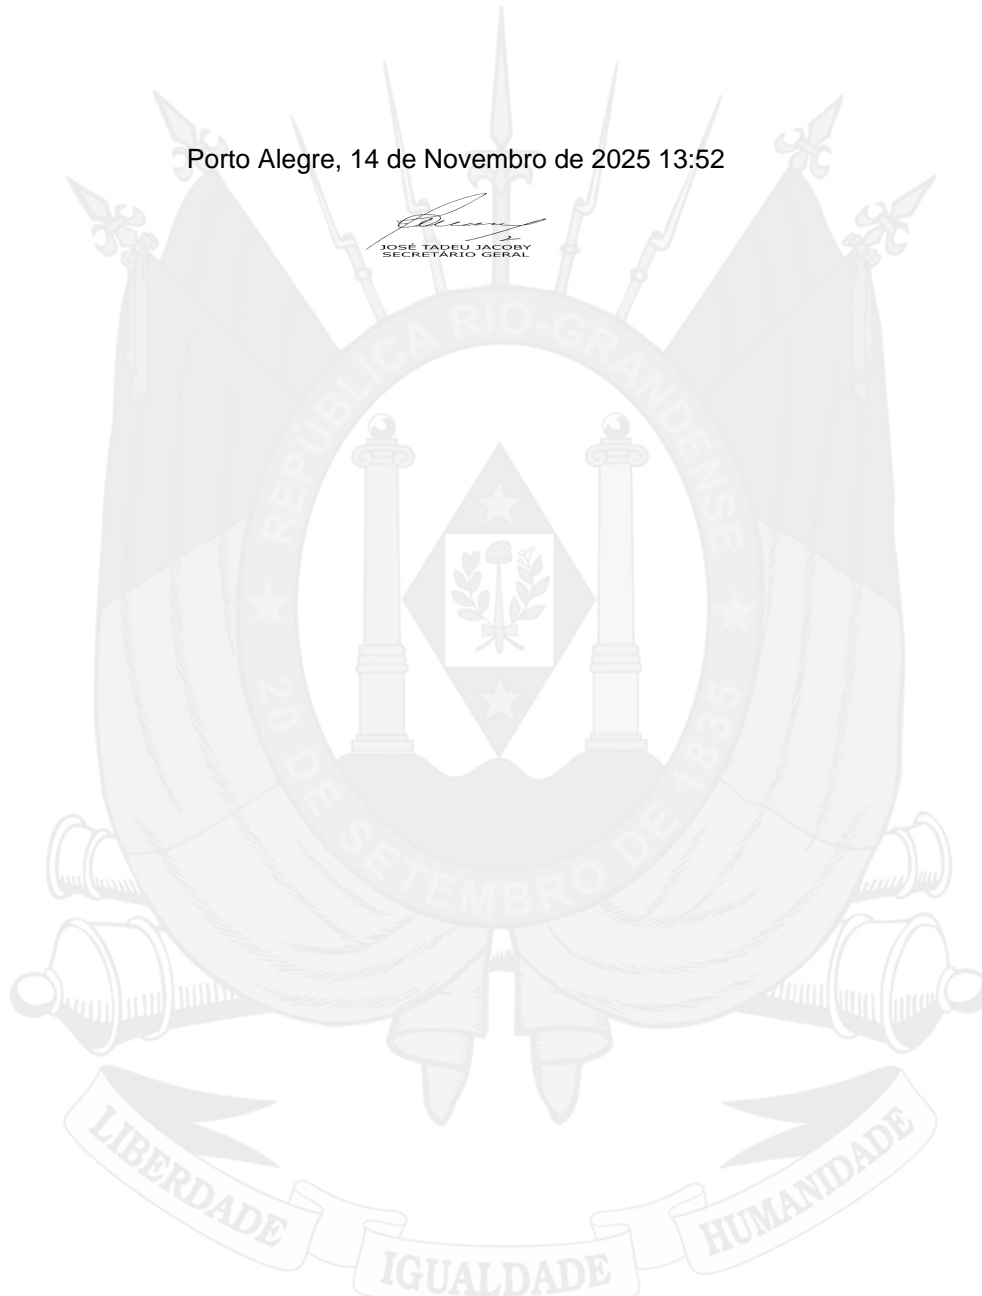 Porto Alegre, 14 de Novembro de 2025 13:52
JOSÉ TADEU JACOBY
SECRETÁRIO GERAL
REPÚBLICA RIO-GRANDENSE
20 DE SETEMBRO DE 1835
LIBERDADE
IGUALDADE
HUMANIDADE